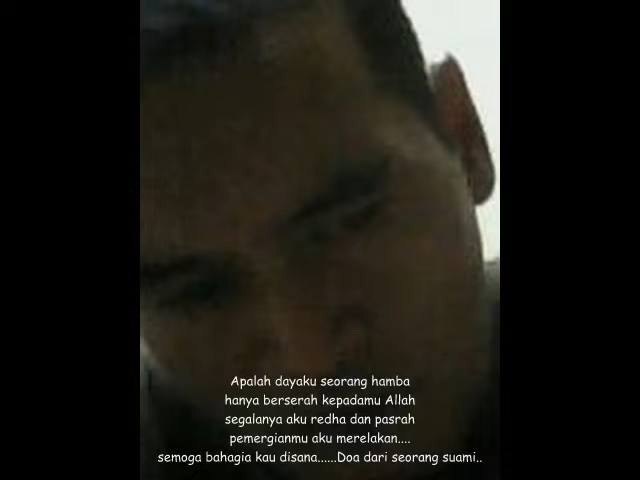 Apalah dayaku seorang hamba
hanya berserah kepadamu Allah
segalanya aku redha dan pasrah
pemergianmu aku merelakan....
semoga bahagia kau disana......Doa dari seorang suami..